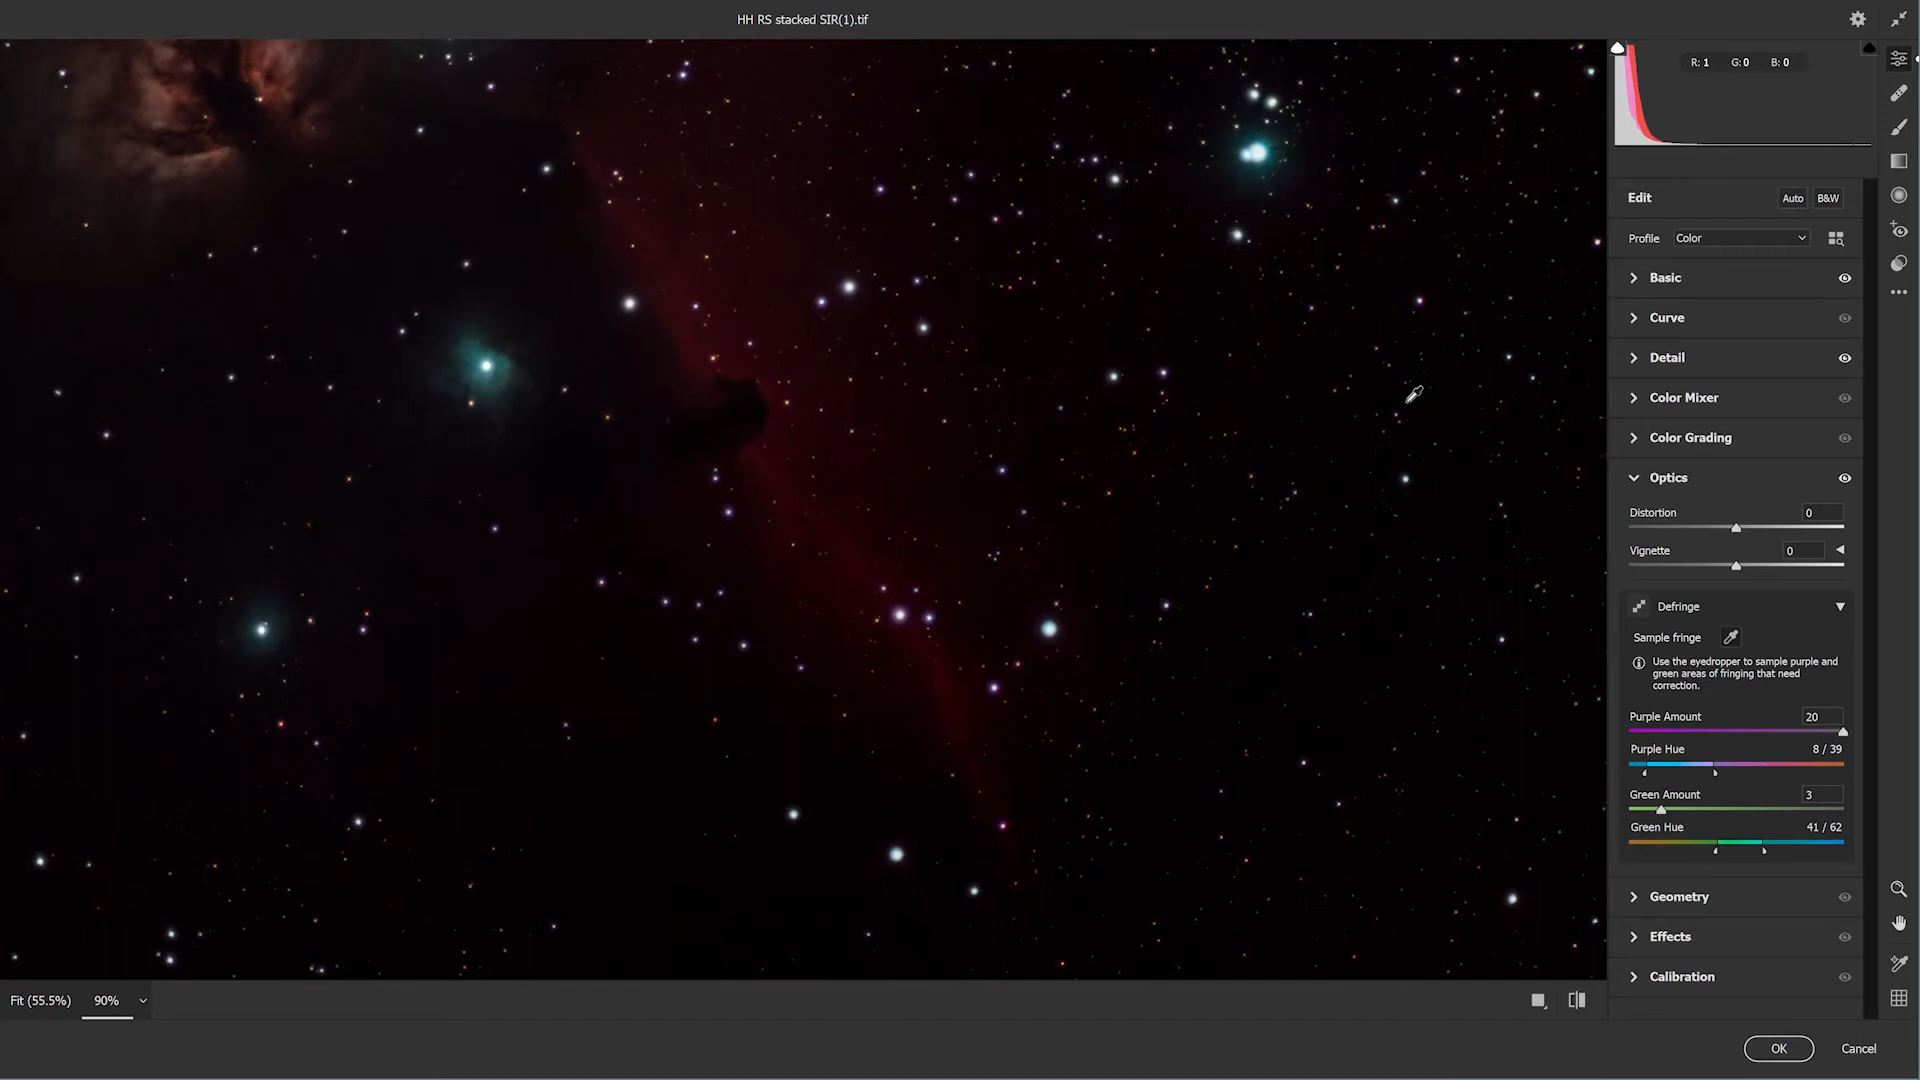 HH RS stacked SIR(1).tif
R: 1 G: 0 B: 0
Edit Auto B&W
Profile Color
Basic
Curve
Detail
Color Mixer
Color Grading
Optics
Distortion 0
Vignette 0
Defringe
Sample fringe
Use the eyedropper to sample purple and
green areas of fringing that need
correction.
Purple Amount 20
Purple Hue 8 / 39
Green Amount 3
Green Hue 41 / 62
Geometry
Effects
Calibration
Fit (55.5%) 90%
OK Cancel